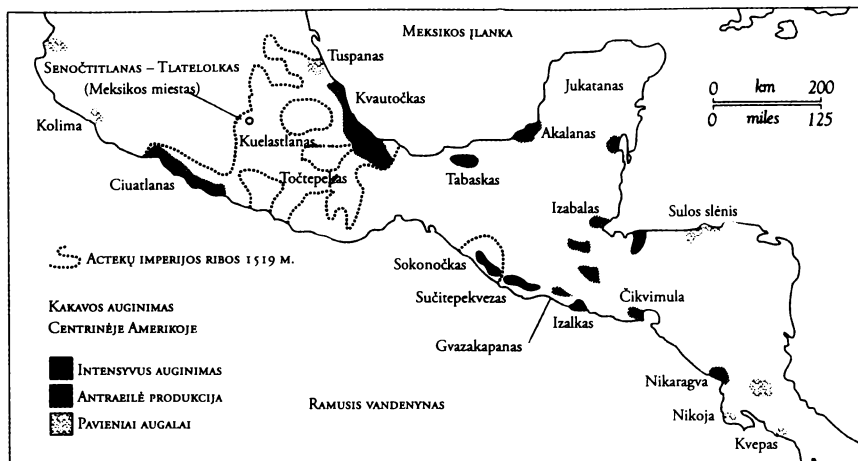 Meksikos įlanka
Tuspanas
Senočtitlanas – Tlatelolkas
(Meksikos miestas)
Kvautočkas
Jukatanas
0 km 200
0 miles 125
Kolima
Kuelastlanas
Akalanas
Ciuatlanas
Točtepekas
Tabaskas
Izabalas
Sulos slėnis
Actekų imperijos ribos 1519 m.
Sokonočkas
Sučitepekvezas
Čikvimula
Izalkas
Gvazakapanas
Kakavos auginimas
Centrinėje Amerikoje
Intensyvus auginimas
Antraeilė produkcija
Pavieniai augalai
Ramusis vandenynas
Nikaragva
Nikoja
Kvepas